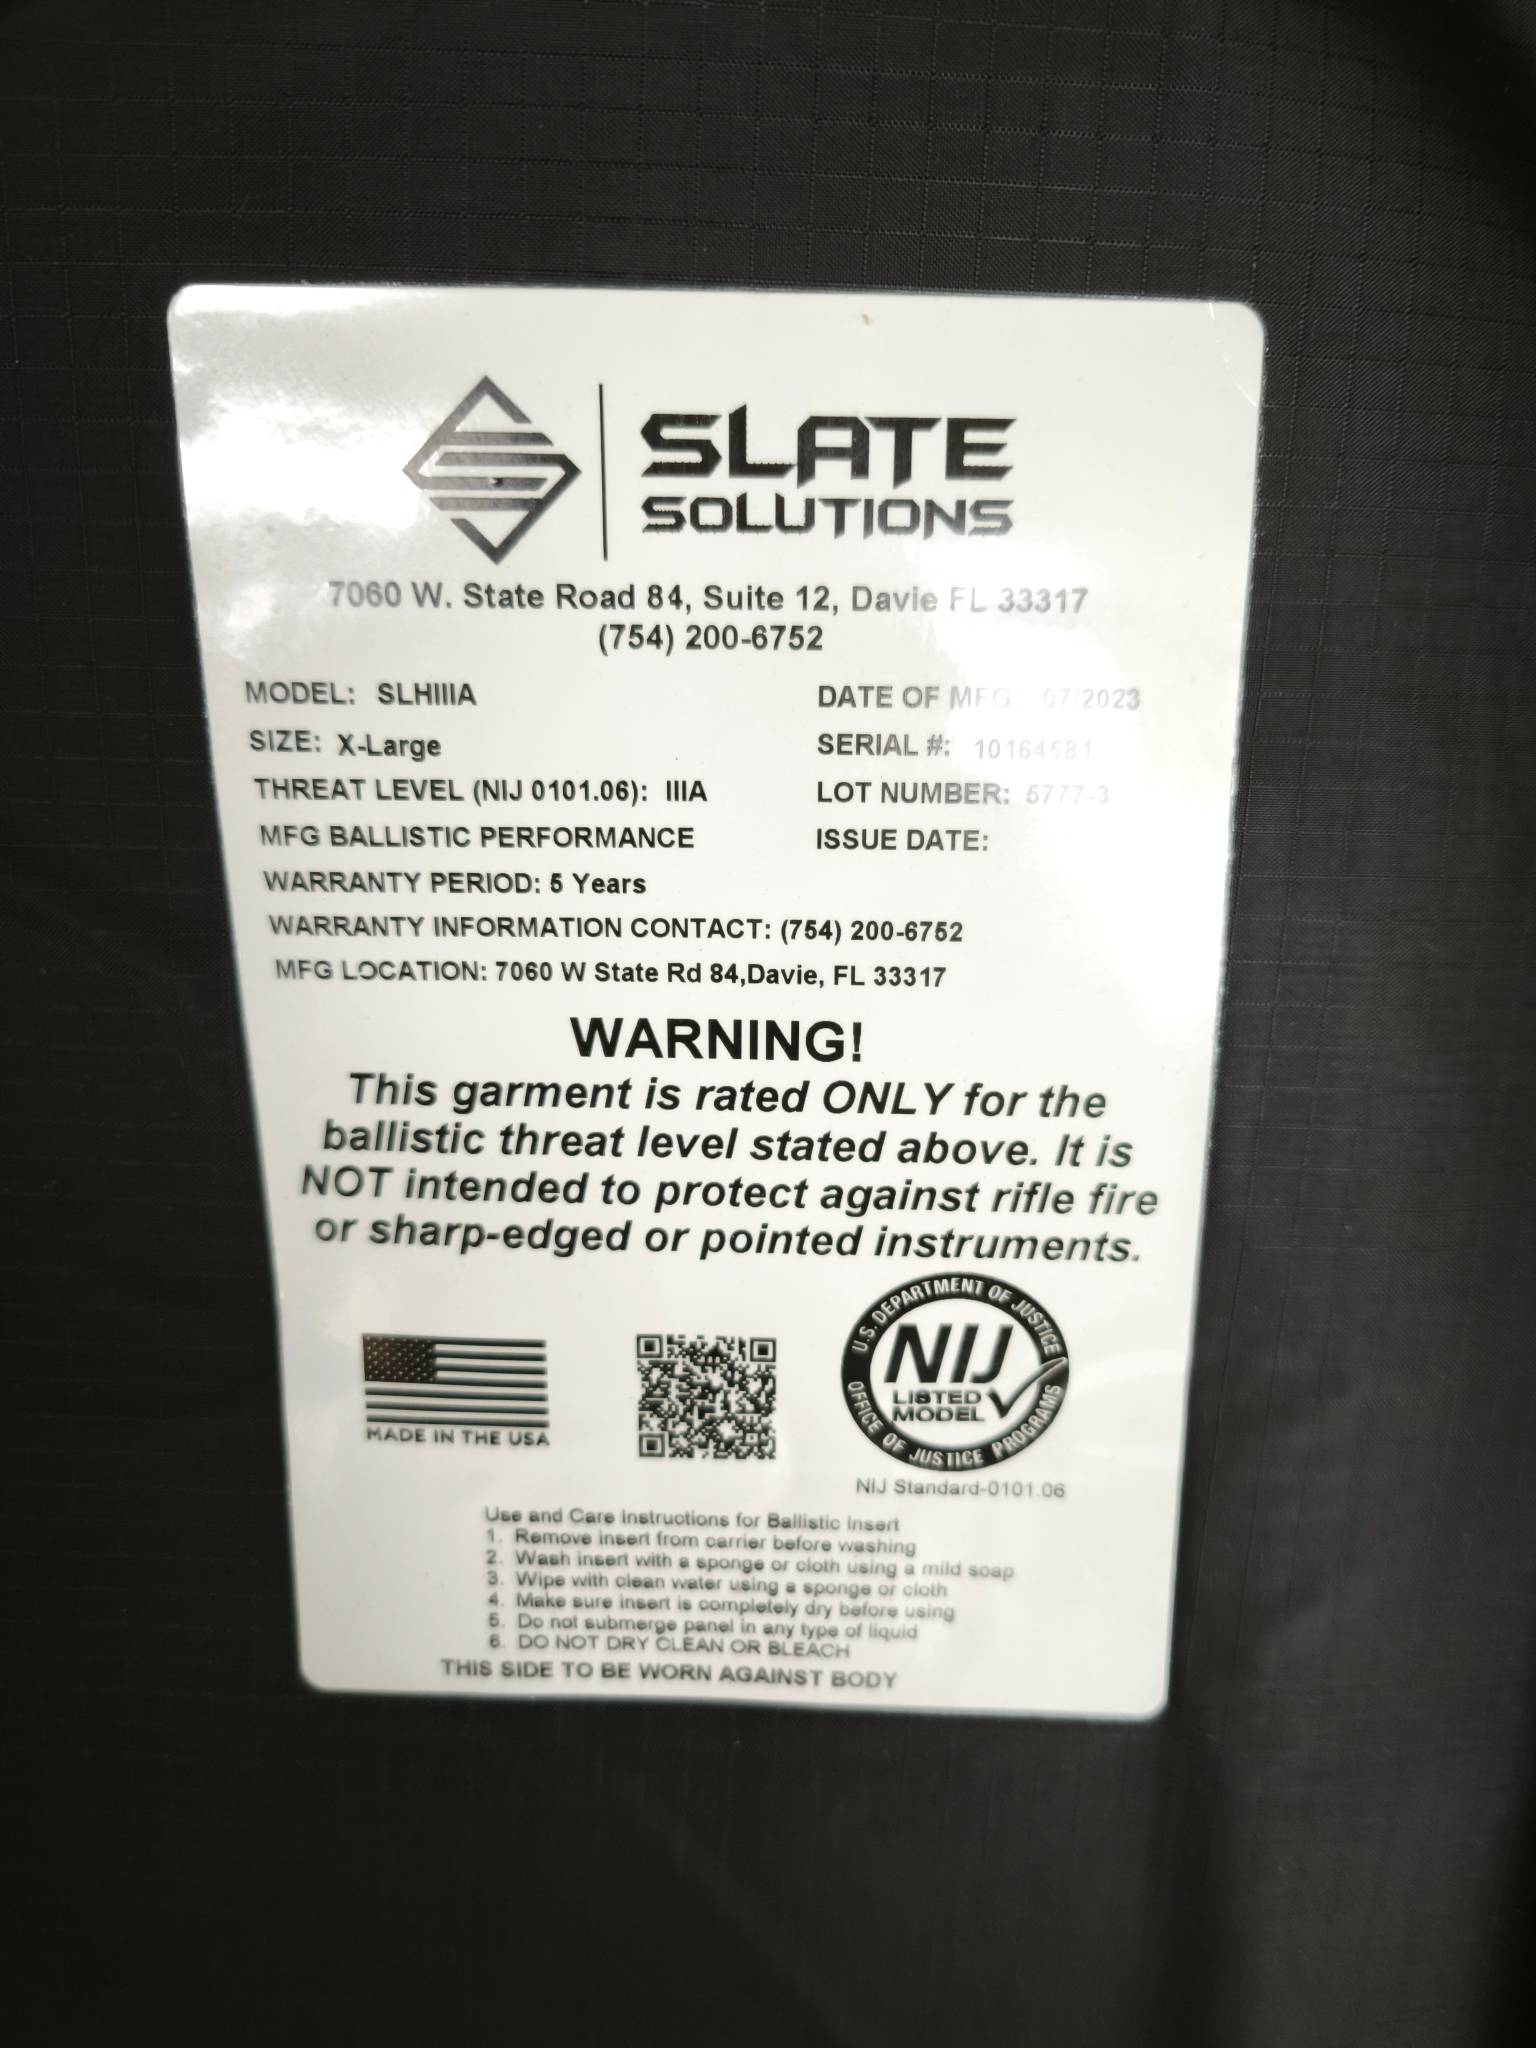 SLATE
SOLUTIONS
7060 W. State Road 84, Suite 12, Davie FL 33317
(754) 200-6752
MODEL: SLHIIIA DATE OF MFG 07/2023
SIZE: X-Large SERIAL #: 10164581
THREAT LEVEL (NIJ 0101.06): IIIA LOT NUMBER: 5777-3
MFG BALLISTIC PERFORMANCE ISSUE DATE:
WARRANTY PERIOD: 5 Years
WARRANTY INFORMATION CONTACT: (754) 200-6752
MFG LOCATION: 7060 W State Rd 84,Davie, FL 33317
WARNING!
This garment is rated ONLY for the
ballistic threat level stated above. It is
NOT intended to protect against rifle fire
or sharp-edged or pointed instruments.
MADE IN THE USA
U.S. DEPARTMENT OF JUSTICE
NIJ
LISTED
MODEL
OFFICE OF JUSTICE PROGRAMS
NIJ Standard-0101.06
Use and Care Instructions for Ballistic Insert
1. Remove insert from carrier before washing
2. Wash insert with a sponge or cloth using a mild soap
3. Wipe with clean water using a sponge or cloth
4. Make sure insert is completely dry before using
5. Do not submerge panel in any type of liquid
6. DO NOT DRY CLEAN OR BLEACH
THIS SIDE TO BE WORN AGAINST BODY